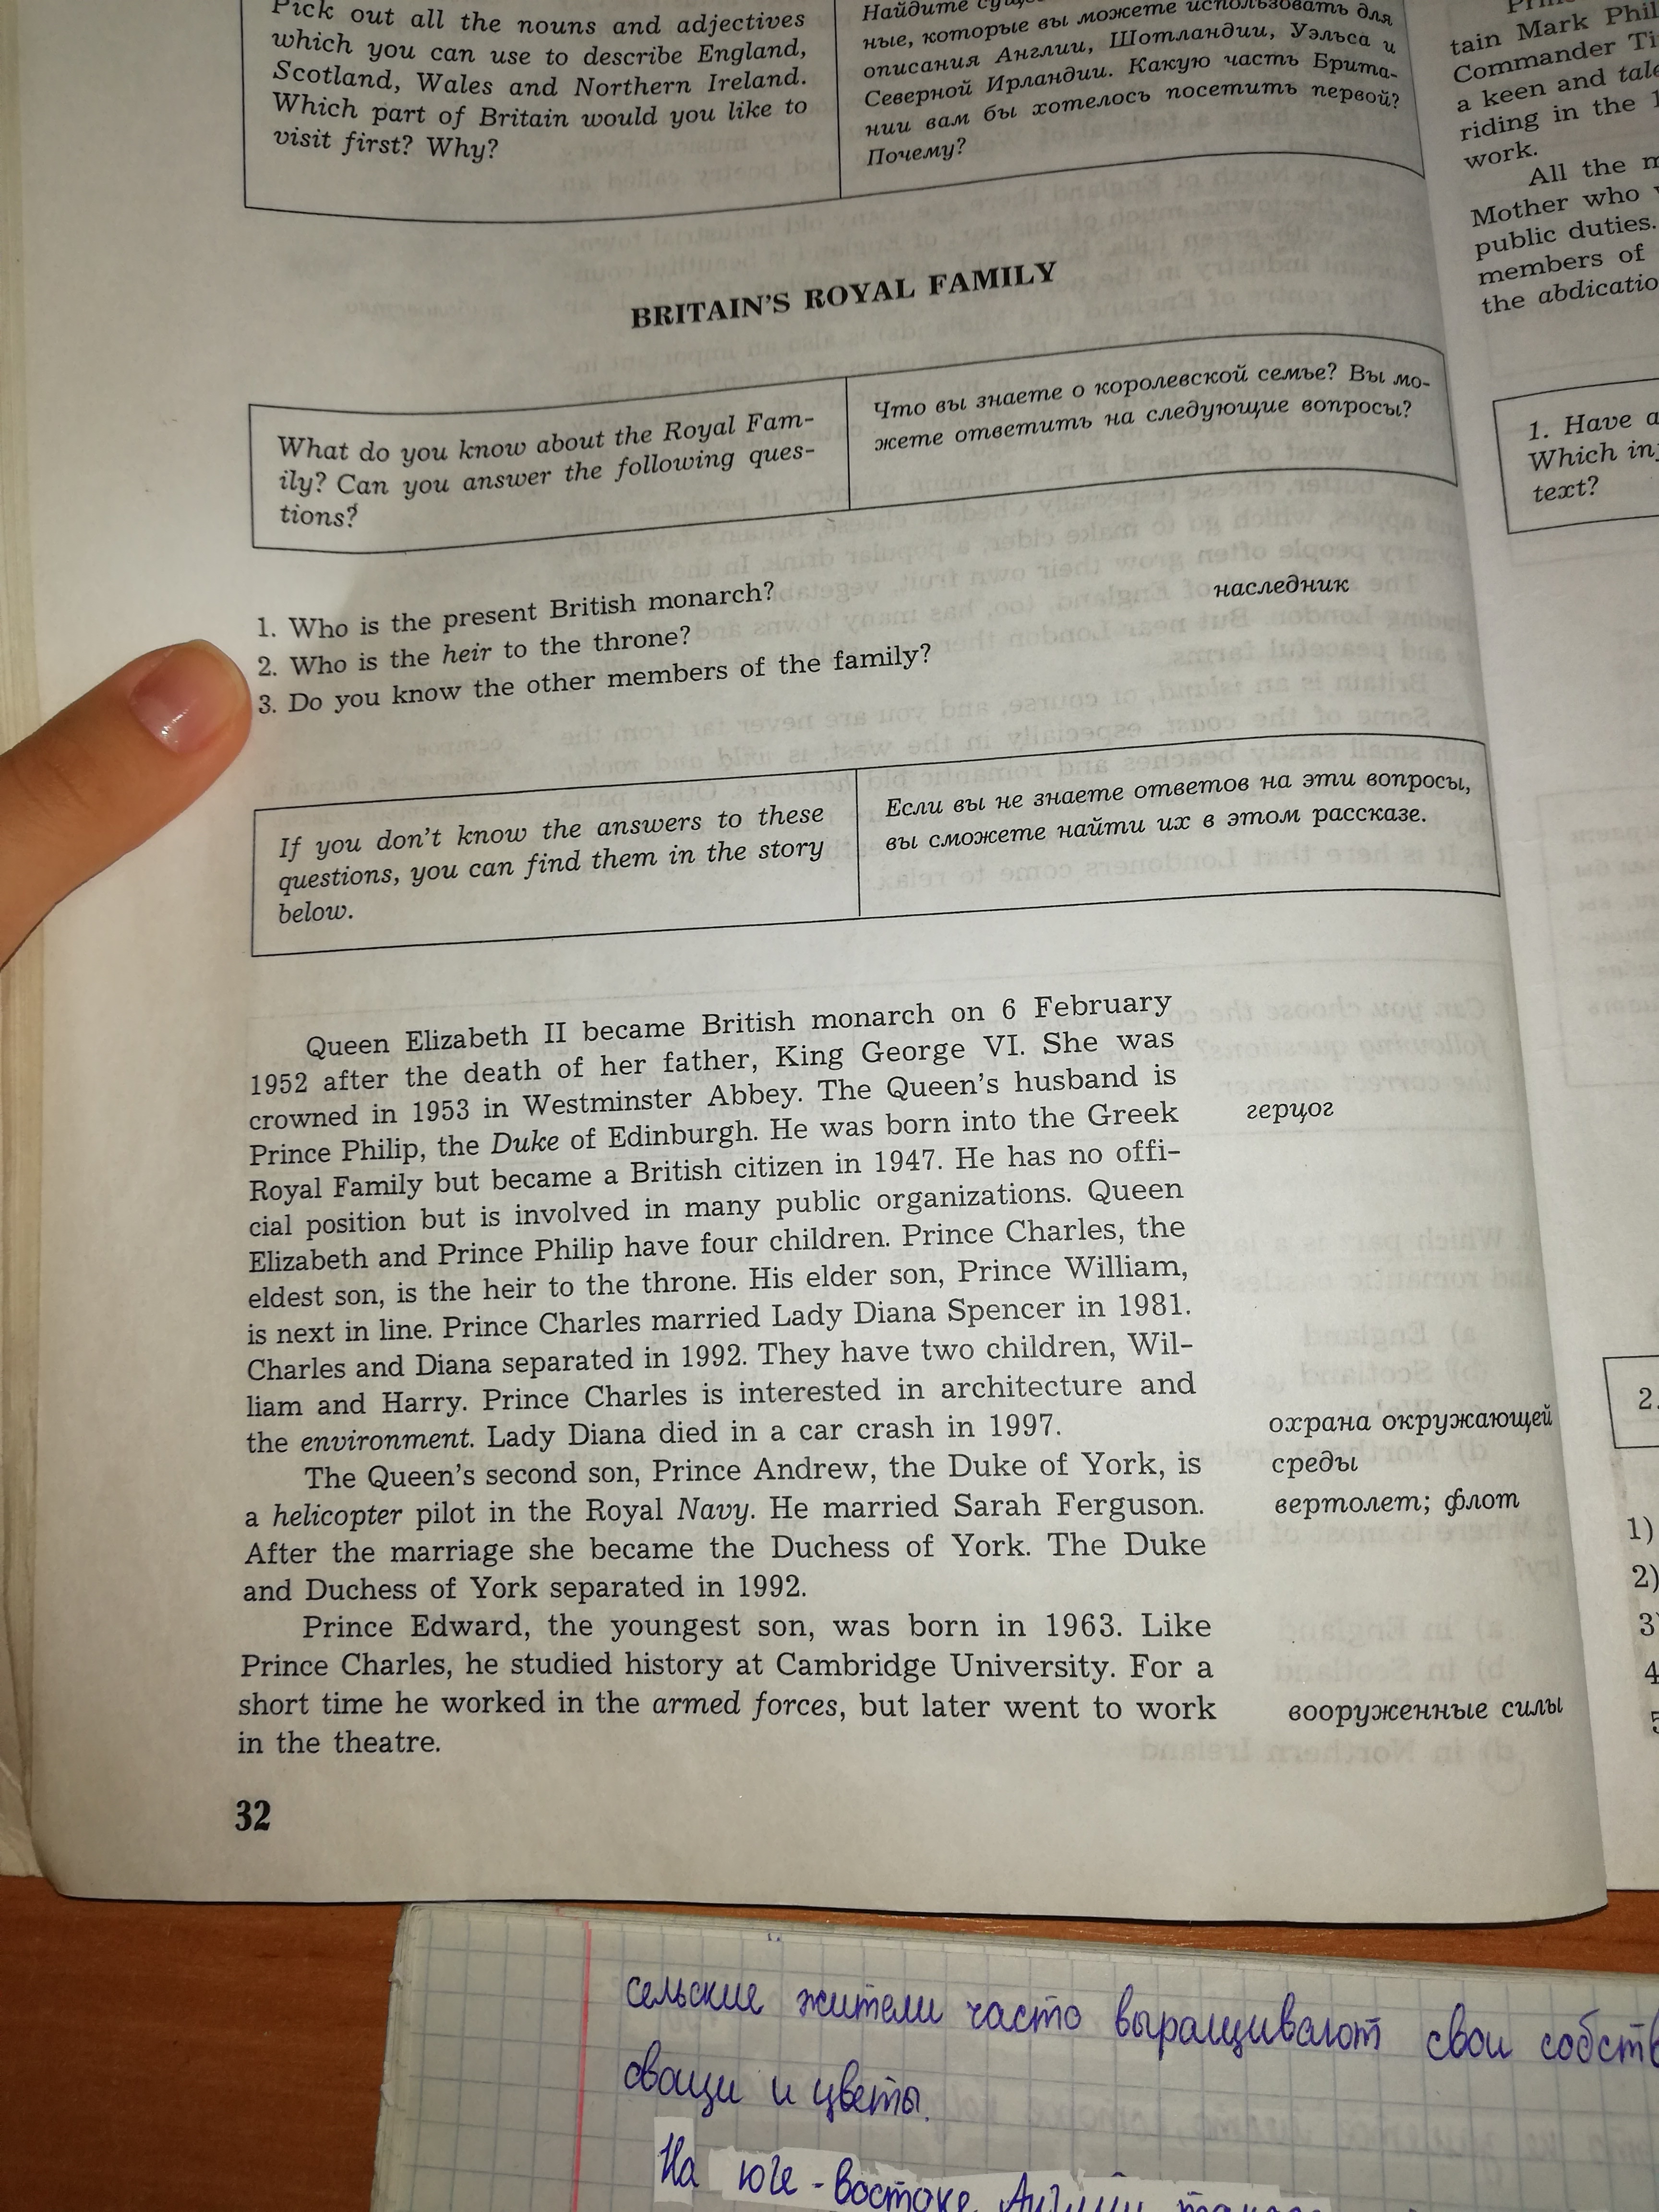 Pick out all the nouns and adjectives
which you can use to describe England,
Scotland, Wales and Northern Ireland.
Which part of Britain would you like to
visit first? Why?
Найдите
ные, которые вы можете использовать для
описания Англии, Шотландии, Уэльса и
Северной Ирландии. Какую часть Брита-
нии вам бы хотелось посетить первой?
Почему?
BRITAIN'S ROYAL FAMILY
What do you know about the Royal Fam-
ily? Can you answer the following ques-
tions?
Что вы знаете о королевской семье? Вы мо-
жете ответить на следующие вопросы?
1. Who is the present British monarch?
2. Who is the heir to the throne?
наследник
3. Do you know the other members of the family?
If you don't know the answers to these
questions, you can find them in the story
below.
Если вы не знаете ответов на эти вопросы,
вы сможете найти их в этом рассказе.
Queen Elizabeth II became British monarch on 6 February
1952 after the death of her father, King George VI. She was
crowned in 1953 in Westminster Abbey. The Queen's husband is
Prince Philip, the Duke of Edinburgh. He was born into the Greek
герцог
Royal Family but became a British citizen in 1947. He has no offi-
cial position but is involved in many public organizations. Queen
Elizabeth and Prince Philip have four children. Prince Charles, the
eldest son, is the heir to the throne. His elder son, Prince William,
is next in line. Prince Charles married Lady Diana Spencer in 1981.
Charles and Diana separated in 1992. They have two children, Wil-
liam and Harry. Prince Charles is interested in architecture and
the environment. Lady Diana died in a car crash in 1997.
охрана окружающей
The Queen's second son, Prince Andrew, the Duke of York, is
среды
a helicopter pilot in the Royal Navy. He married Sarah Ferguson.
вертолет; флот
After the marriage she became the Duchess of York. The Duke
and Duchess of York separated in 1992.
Prince Edward, the youngest son, was born in 1963. Like
Prince Charles, he studied history at Cambridge University. For a
short time he worked in the armed forces, but later went to work
вооруженные силы
in the theatre.
32
tain Mark Phil
Commander Ti
a keen and tale
riding in the 1
work.
All the m
Mother who
public duties.
members of
the abdicatio
1. Have a
Which in
text?
2.
1)
2)
3)
4
5
сельские жители часто выращивают свои собств
овощи и цветы.
На юге-востоке Англии